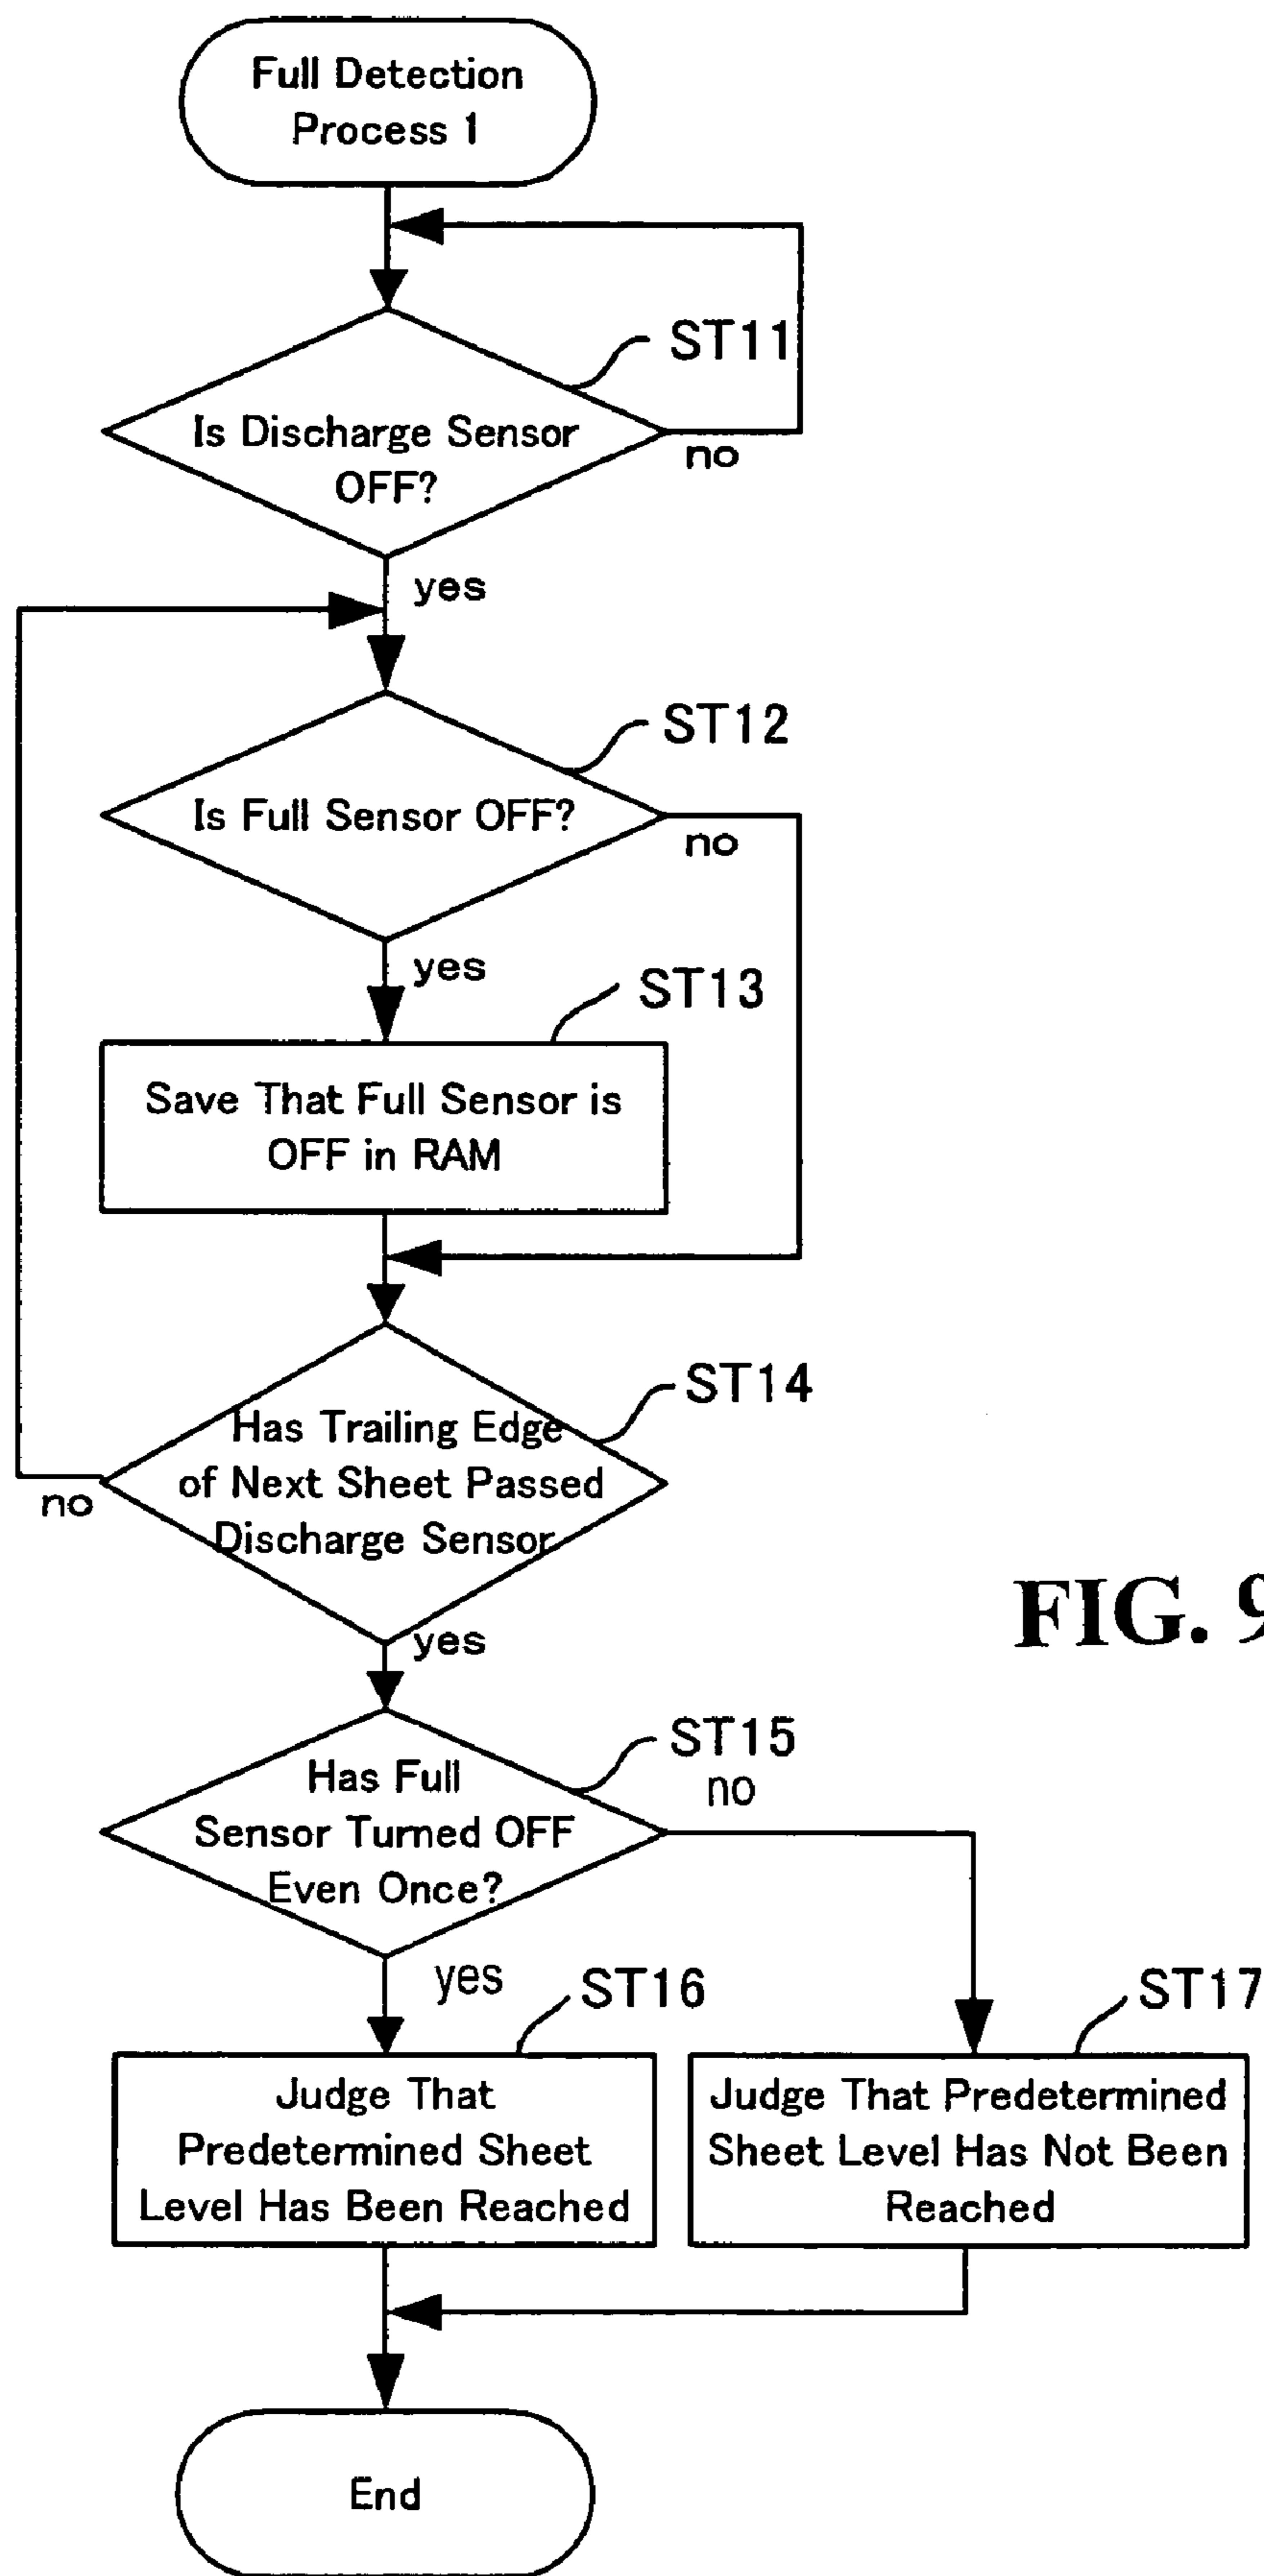 Full Detection
Process 1
ST11
Is Discharge Sensor
OFF?
no
yes
ST12
Is Full Sensor OFF?
no
yes
ST13
Save That Full Sensor is
OFF in RAM
ST14
Has Trailing Edge
of Next Sheet Passed
Discharge Sensor
no
yes
FIG. 9
ST15
no
Has Full
Sensor Turned OFF
Even Once?
yes
ST16
ST17
Judge That
Predetermined Sheet
Level Has Been Reached
Judge That Predetermined
Sheet Level Has Not Been
Reached
End